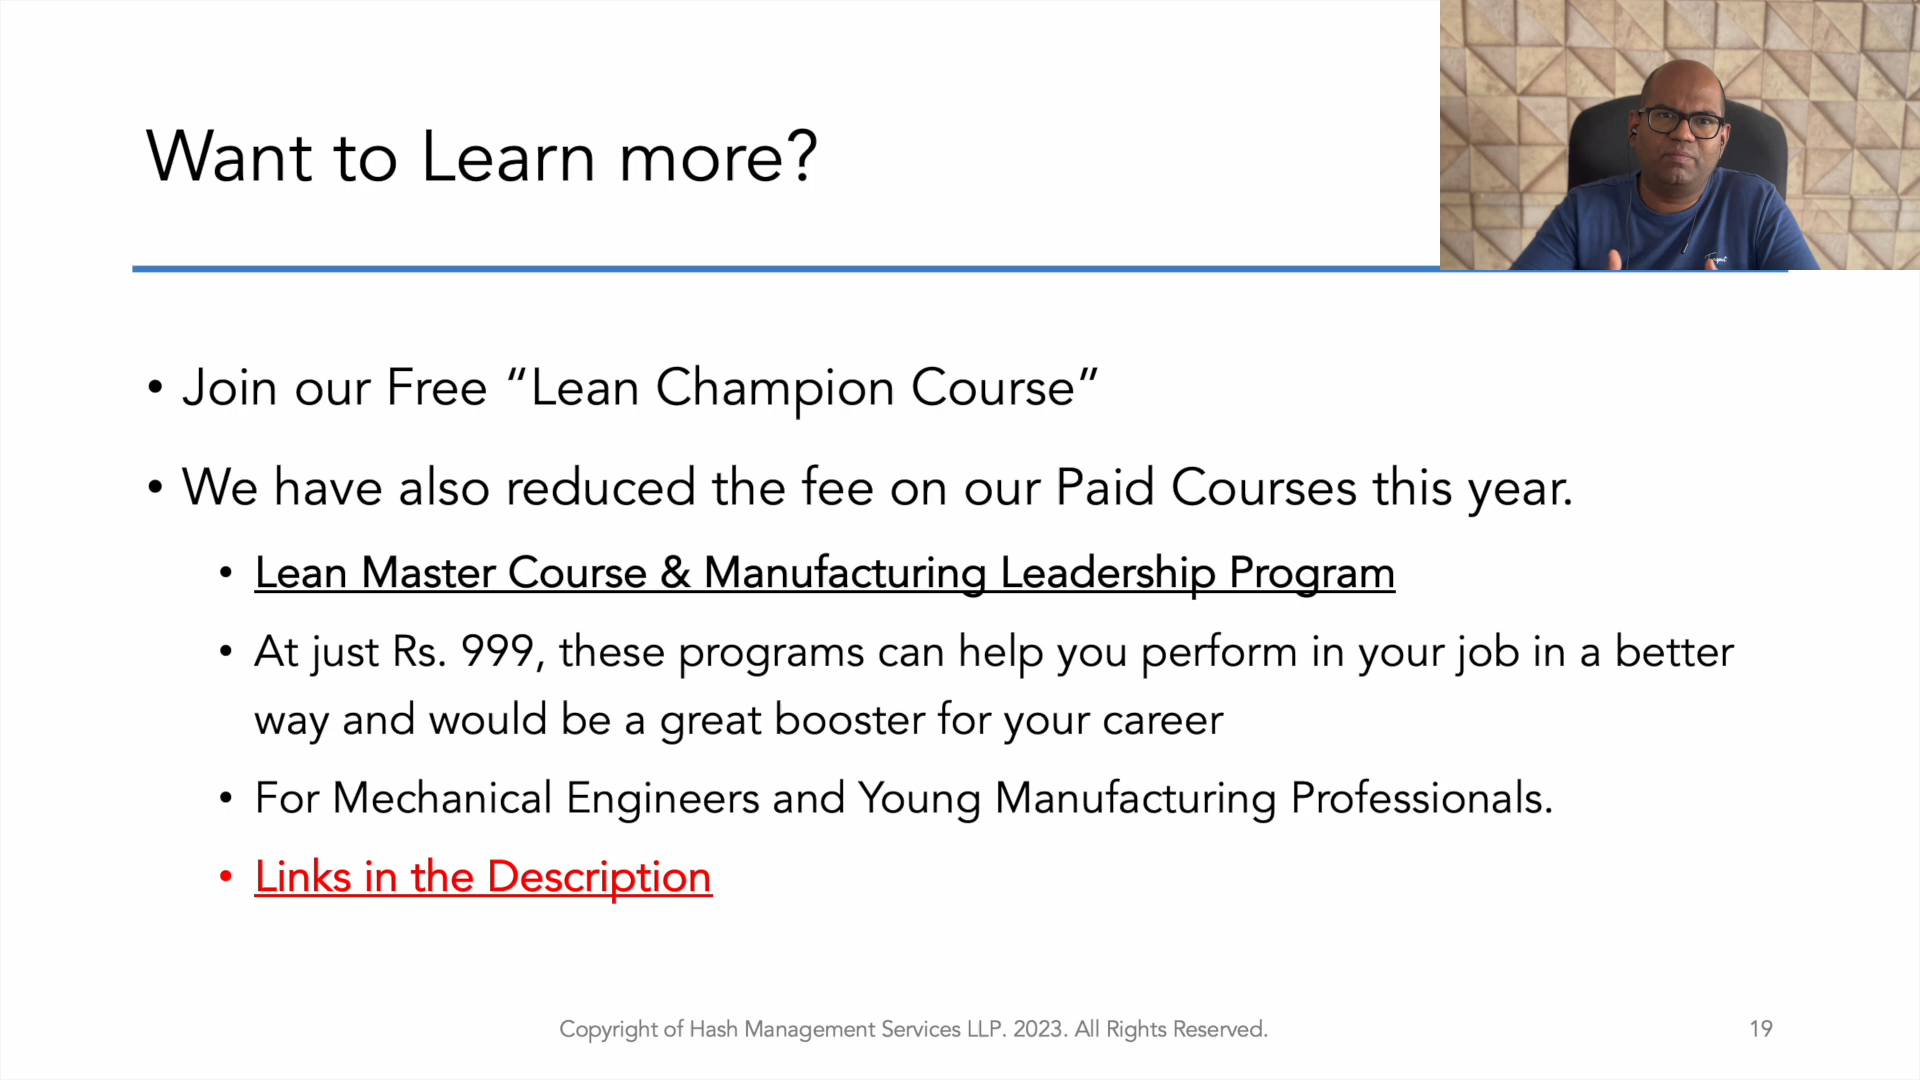 Want to Learn more?
• Join our Free “Lean Champion Course”
• We have also reduced the fee on our Paid Courses this year.
• Lean Master Course & Manufacturing Leadership Program
• At just Rs. 999, these programs can help you perform in your job in a better
way and would be a great booster for your career
• For Mechanical Engineers and Young Manufacturing Professionals.
• Links in the Description
Copyright of Hash Management Services LLP. 2023. All Rights Reserved.
19